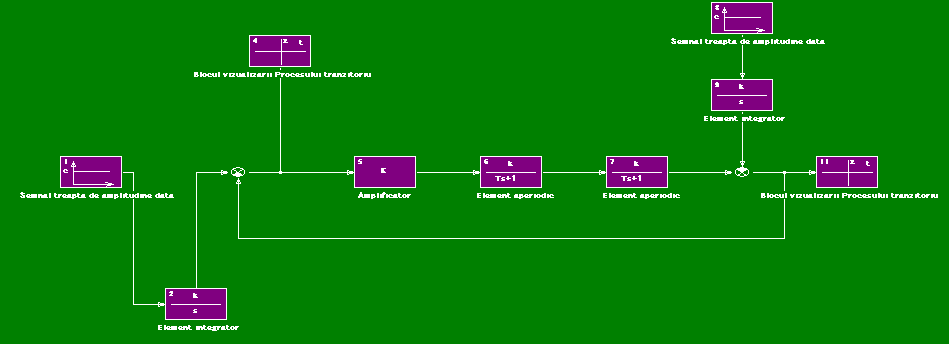 8
c
Semnal treapta de amplitudine data
4 z t
Blocul vizualizarii Procesului tranzitoriu
9 k
s
Element integrator
1
c
Semnal treapta de amplitudine data
5
K
Amplificator
6 k
Ts+1
Element aperiodic
7 k
Ts+1
Element aperiodic
11 z t
Blocul vizualizarii Procesului tranzitoriu
2 k
s
Element integrator